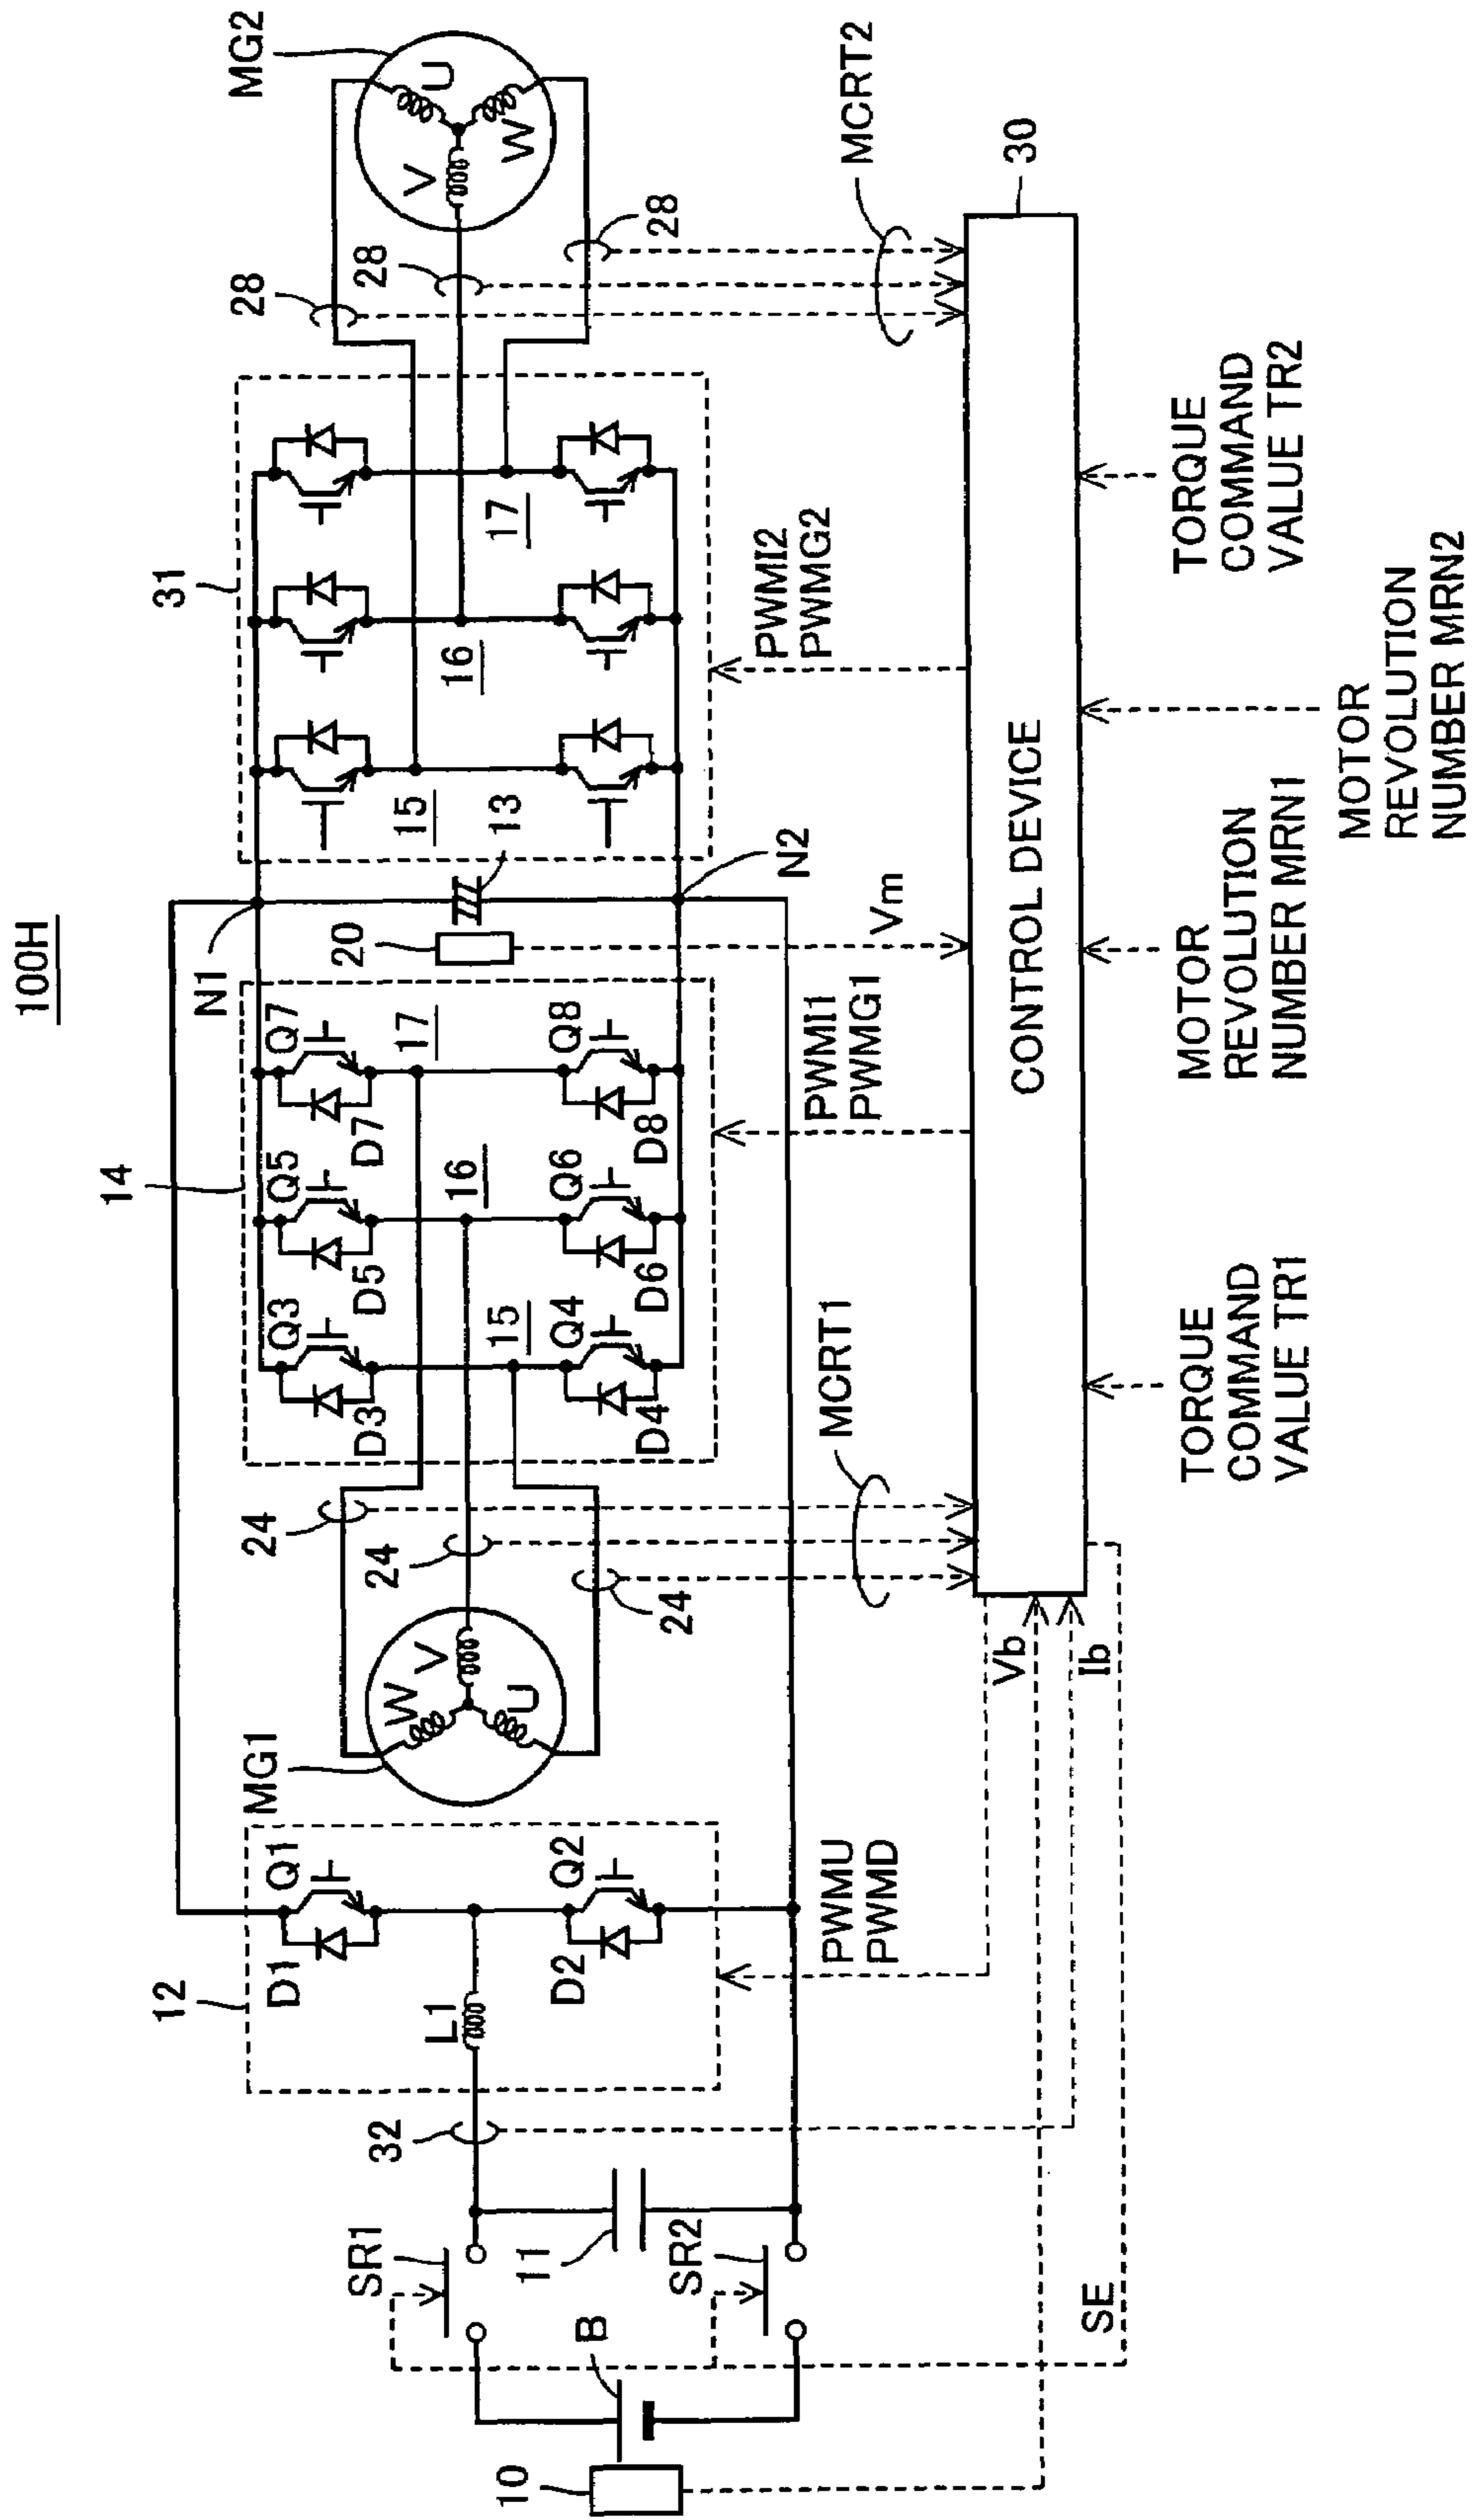 100H
12
D1
Q1
L1
D2
Q2
PWMU
PWMD
32
SR1
11
SR2
B
10
SE
MG1
W
V
U
24
24
24
MCRT1
14
Q3
Q5
Q7
D3
D5
D7
15
16
17
Q4
Q6
Q8
D4
D6
D8
PWMI1
PWMG1
N1
20
13
N2
Vm
31
15
16
17
PWMI2
PWMG2
MG2
U
V
W
28
28
28
MCRT2
30
CONTROL DEVICE
Vb
Ib
TORQUE
COMMAND
VALUE TR1
MOTOR
REVOLUTION
NUMBER MRN1
MOTOR
REVOLUTION
NUMBER MRN2
TORQUE
COMMAND
VALUE TR2